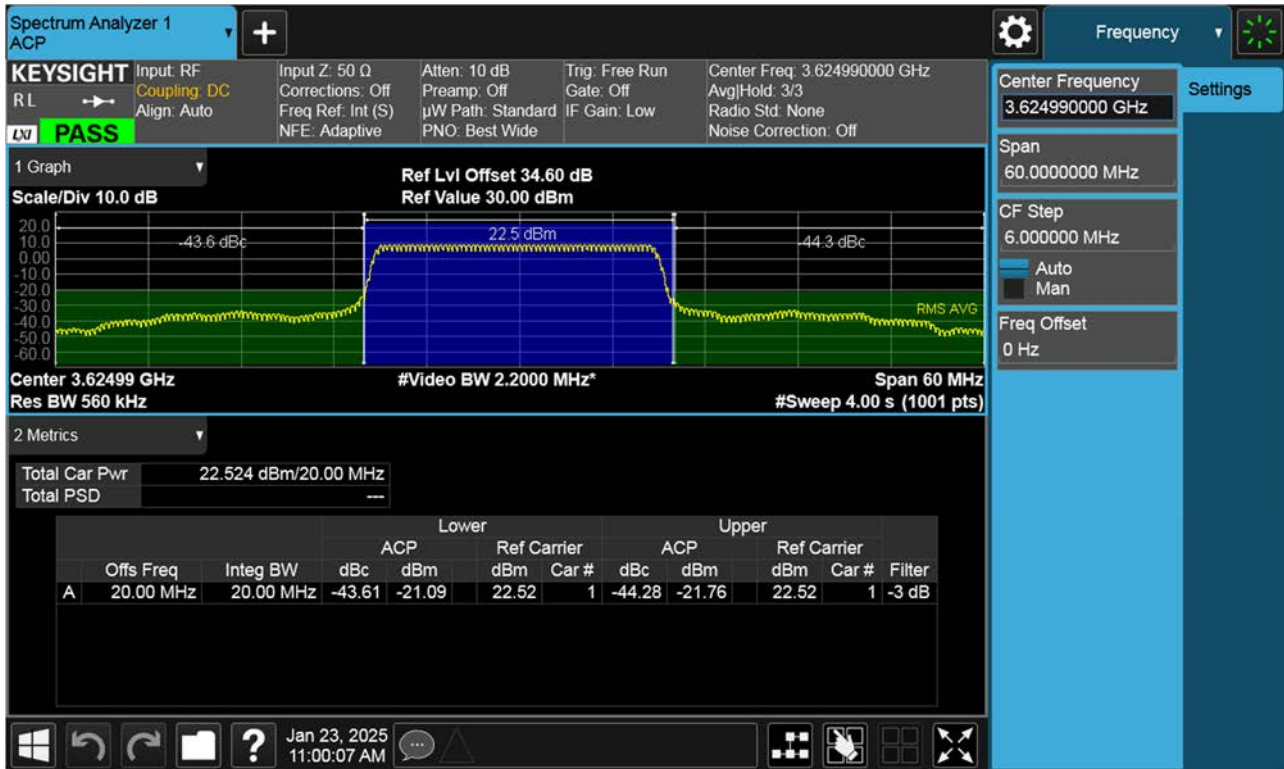 Spectrum Analyzer 1
ACP
+
Frequency
KEYSIGHT
RL
LXI
PASS
Input: RF
Coupling: DC
Align: Auto
Input Z: 50 Ω
Corrections: Off
Freq Ref: Int (S)
NFE: Adaptive
Atten: 10 dB
Preamp: Off
µW Path: Standard
PNO: Best Wide
Trig: Free Run
Gate: Off
IF Gain: Low
Center Freq: 3.624990000 GHz
Avg|Hold: 3/3
Radio Std: None
Noise Correction: Off
Center Frequency
3.624990000 GHz
Settings
Span
60.0000000 MHz
CF Step
6.000000 MHz
Auto
Man
Freq Offset
0 Hz
1 Graph
Scale/Div 10.0 dB
Ref Lvl Offset 34.60 dB
Ref Value 30.00 dBm
20.0
10.0
0.00
-10.0
-20.0
-30.0
-40.0
-50.0
-60.0
-43.6 dBc
22.5 dBm
-44.3 dBc
RMS AVG
Center 3.62499 GHz
#Video BW 2.2000 MHz*
Span 60 MHz
Res BW 560 kHz
#Sweep 4.00 s (1001 pts)
2 Metrics
Total Car Pwr 22.524 dBm/20.00 MHz
Total PSD ---
Lower Upper
ACP Ref Carrier ACP Ref Carrier
Offs Freq Integ BW dBc dBm dBm Car # dBc dBm dBm Car # Filter
A 20.00 MHz 20.00 MHz -43.61 -21.09 22.52 1 -44.28 -21.76 22.52 1 -3 dB
?
Jan 23, 2025
11:00:07 AM